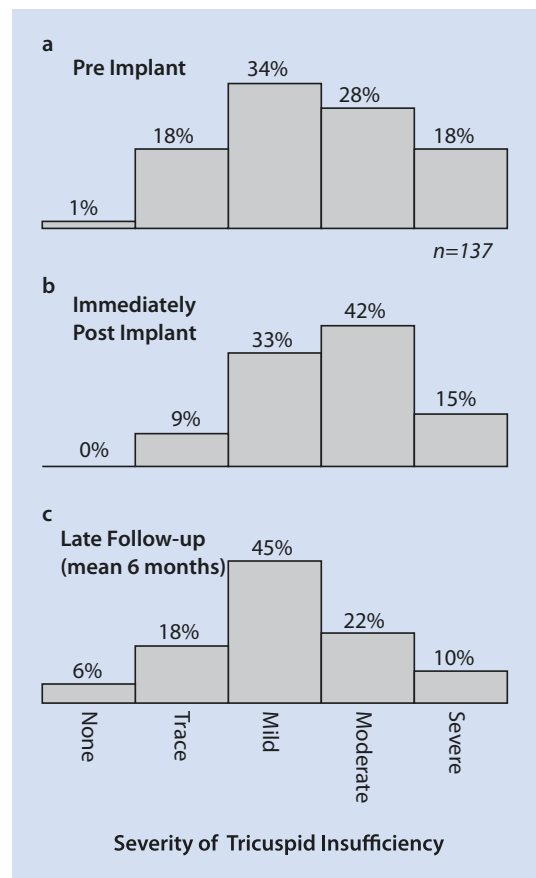 a
Pre Implant
34%
28%
18%
18%
1%
n=137
b
Immediately
Post Implant
42%
33%
15%
9%
0%
c
Late Follow-up
(mean 6 months)
45%
22%
18%
10%
6%
None
Trace
Mild
Moderate
Severe
Severity of Tricuspid Insufficiency